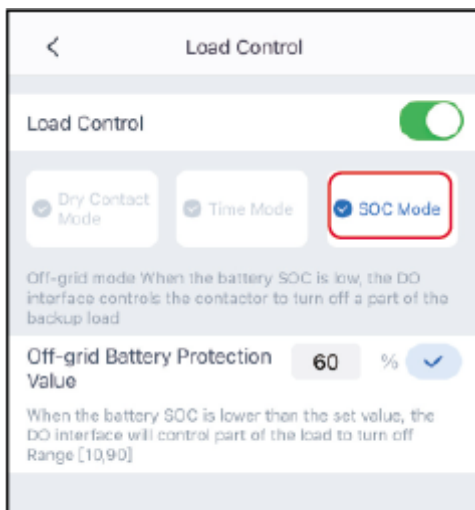 Load Control
Load Control
Dry Contact
Mode
Time Mode
SOC Mode
Off-grid mode When the battery SOC is low, the DO
interface controls the contactor to turn off a part of the
backup load
Off-grid Battery Protection
Value
60 %
When the battery SOC is lower than the set value, the
DO interface will control part of the load to turn off
Range [10,90]